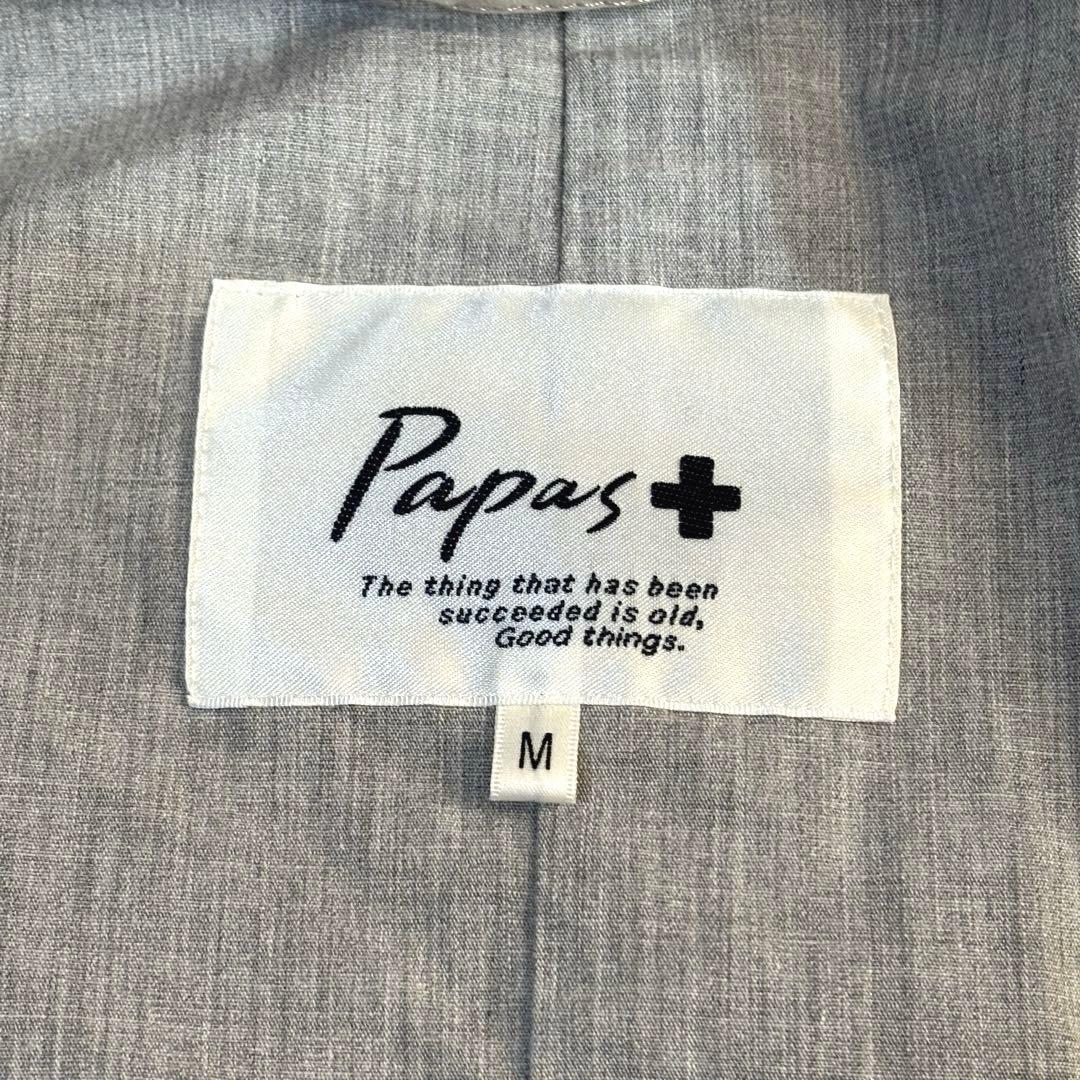 Papas+
The thing that has been
succeeded is old,
Good things.
M